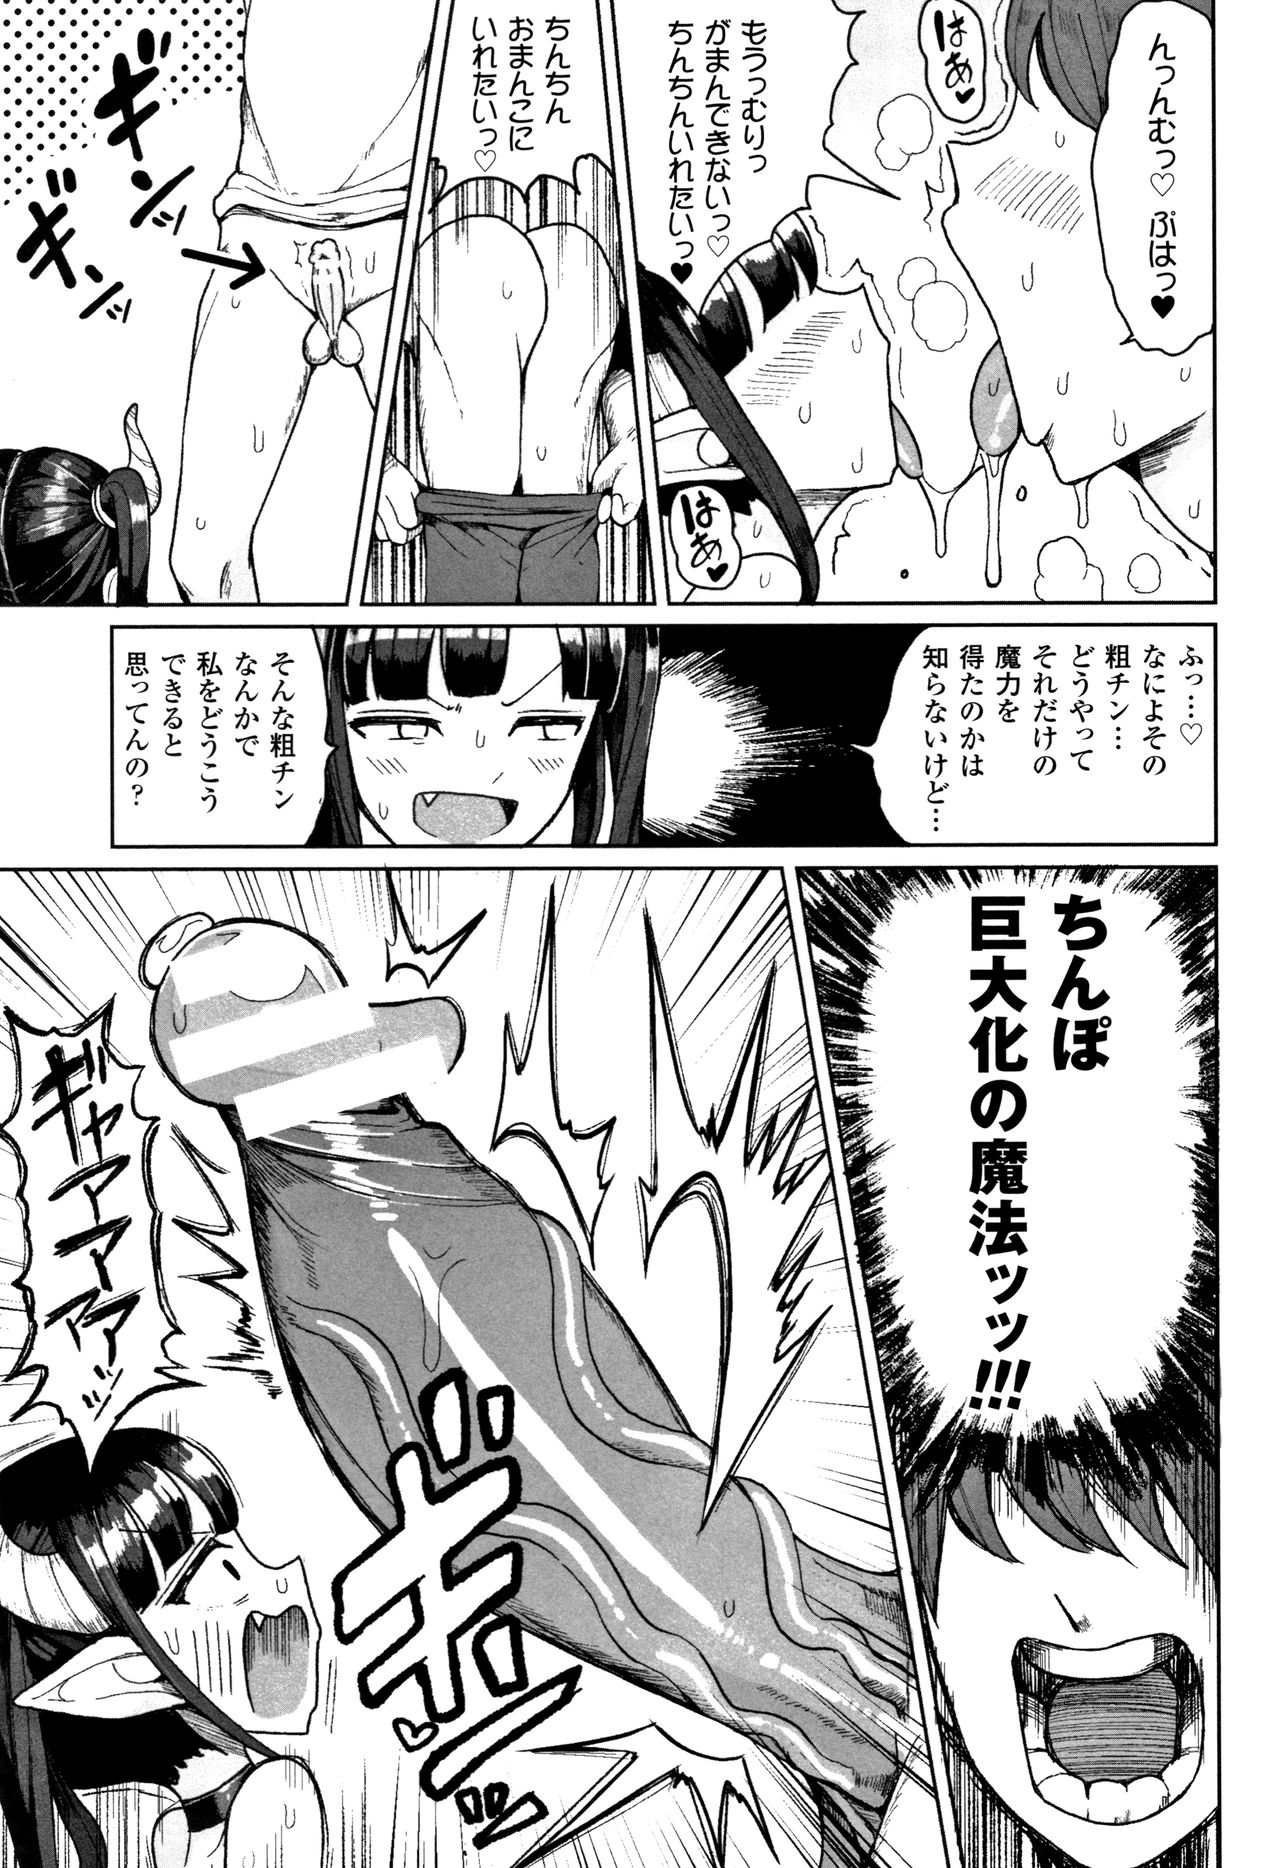 んっんむっ♡ ぷはっ♥
はあ♥
はあ♥
もうっむりっ
がまんできないっ♡
ちんちんいれたいっ♥
ちんちん
おまんこに
いれたいっ♡
ギンッ
ギンッ
ふっ…♡
なによその
粗チン…
どうやって
それだけの
魔力を
得たのかは
知らないけど…
そんな粗チン
なんかで
私をどうこう
できると
思ってんの？
ちんぽ
巨大化の魔法ッッ!!!
ギャアアアアアア